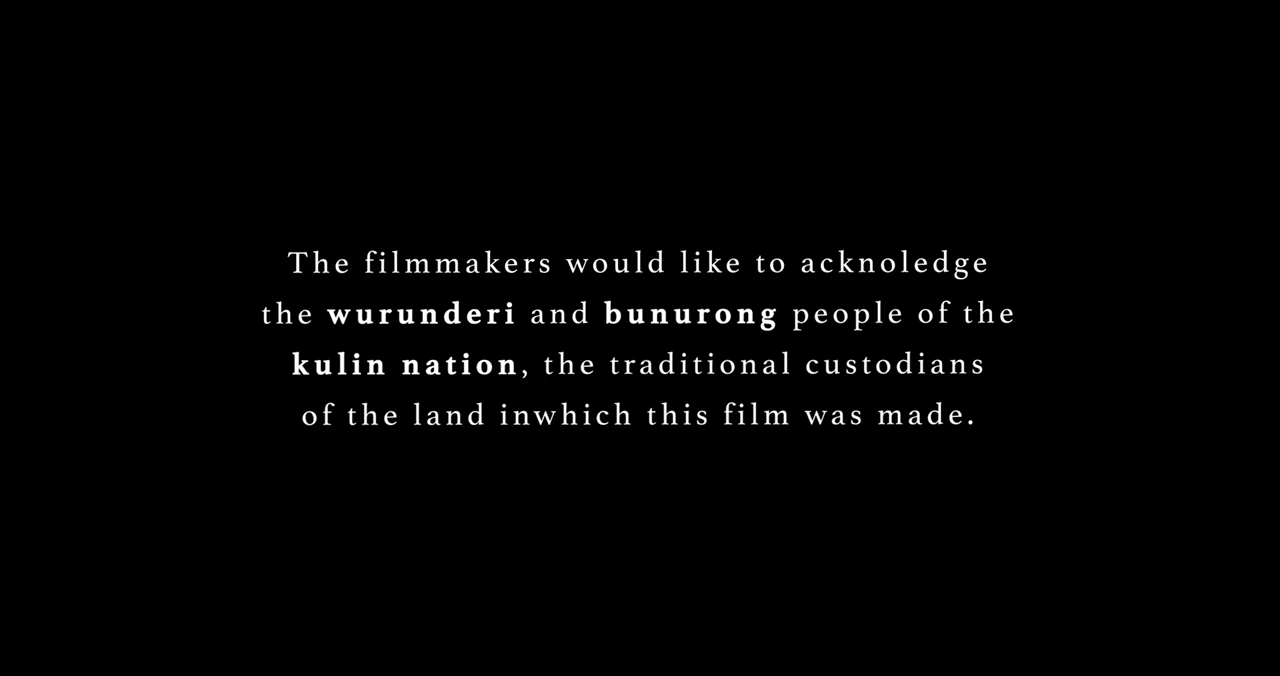 The filmmakers would like to acknoledge
the wurunderi and bunurong people of the
kulin nation, the traditional custodians
of the land inwhich this film was made.